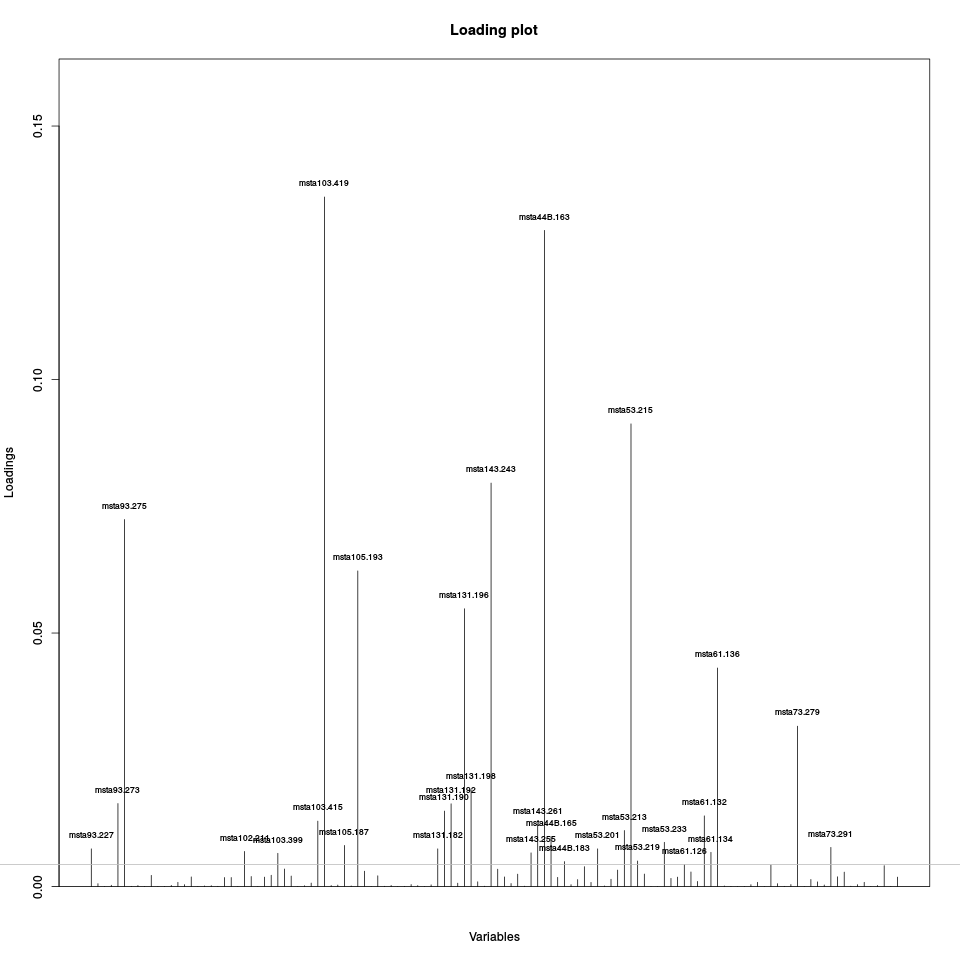 Loading plot
0.15
msta103.419
msta44B.163
0.10
msta53.215
msta143.243
Loadings
msta93.275
msta105.193
msta131.196
0.05
msta61.136
msta73.279
msta131.198
msta93.273
msta131.192
msta131.190
msta61.132
msta103.415
msta143.261
msta53.213
msta44B.165
msta53.233
msta105.187
msta73.291
msta93.227
msta131.182
msta53.201
msta102.211
msta103.399
msta143.255
msta61.134
msta44B.183
msta53.219
msta61.126
0.00
Variables